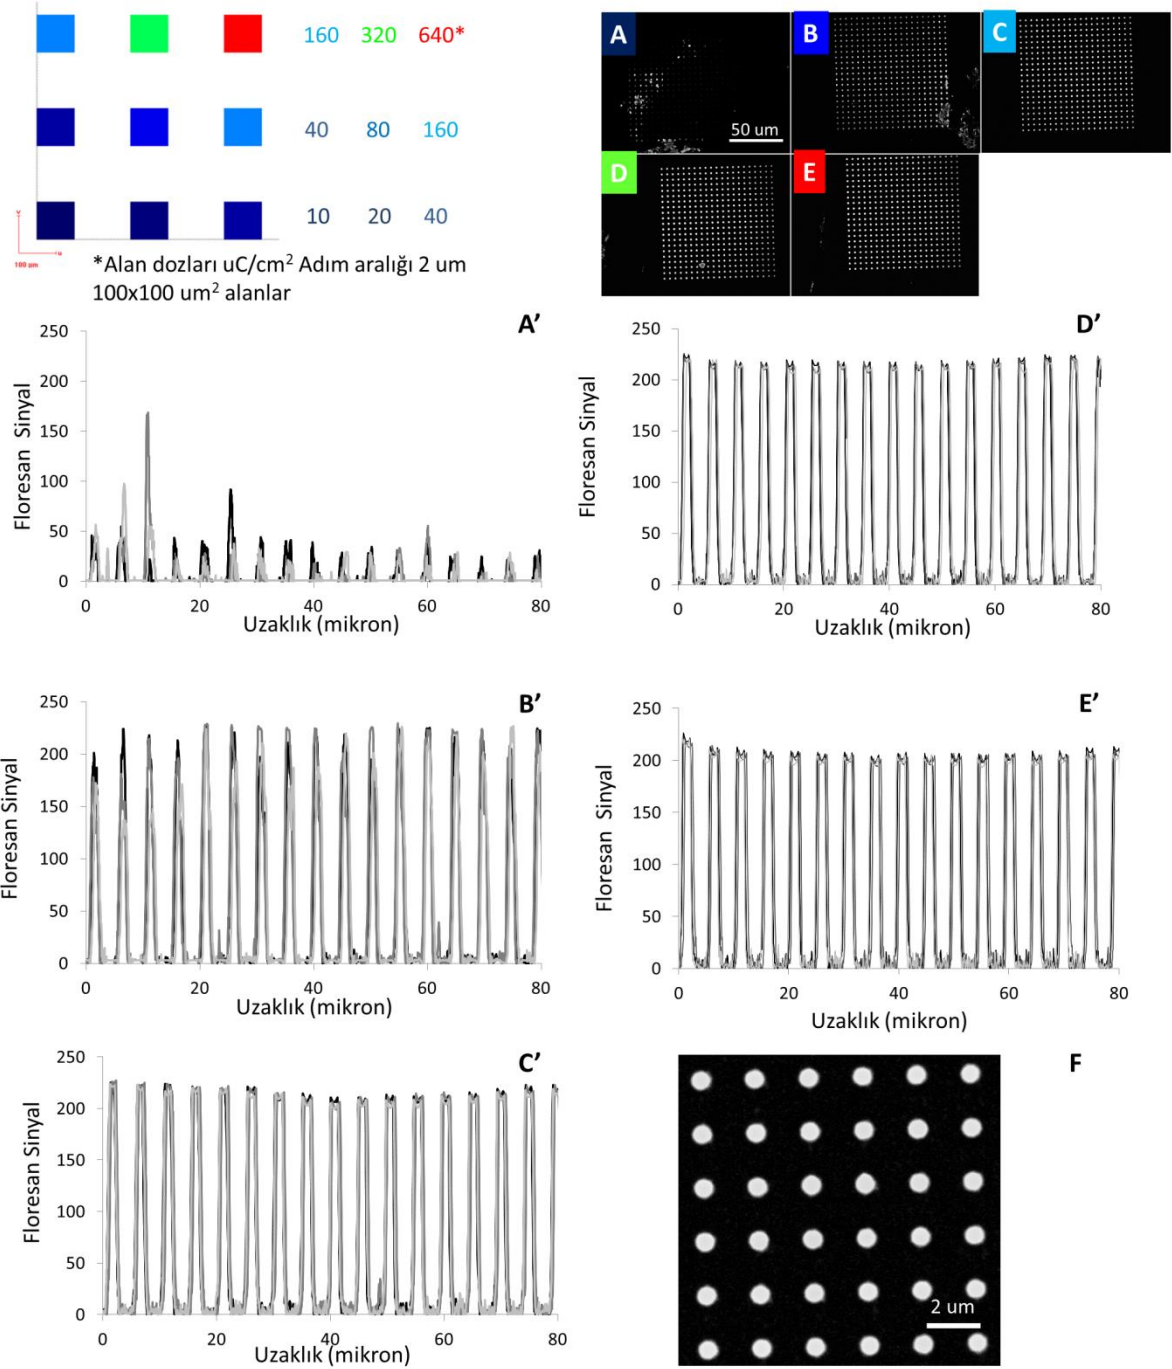 160 320 640*
40 80 160
10 20 40
100 µm
*Alan dozları uC/cm² Adım aralığı 2 um
100x100 um² alanlar
A
B
C
50 um
D
E
A’
250
200
150
100
50
0
0 20 40 60 80
Floresan Sinyal
Uzaklık (mikron)
D’
250
200
150
100
50
0
0 20 40 60 80
Floresan Sinyal
Uzaklık (mikron)
B’
250
200
150
100
50
0
0 20 40 60 80
Floresan Sinyal
Uzaklık (mikron)
E’
250
200
150
100
50
0
0 20 40 60 80
Floresan Sinyal
Uzaklık (mikron)
C’
250
200
150
100
50
0
0 20 40 60 80
Floresan Sinyal
Uzaklık (mikron)
F
2 um